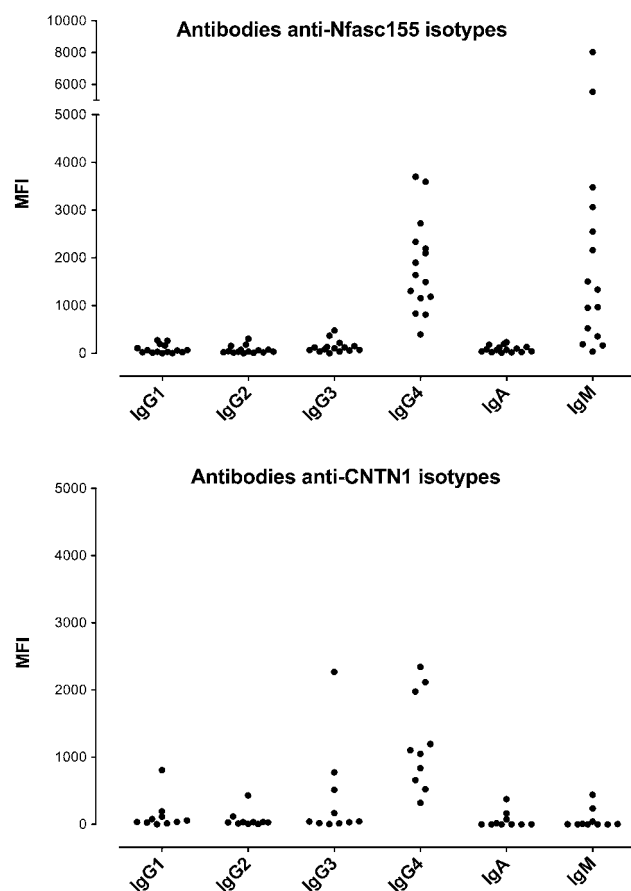 Antibodies anti-Nfasc155 isotypes
10000
8000
6000
5000
4000
3000
2000
1000
0
MFI
IgG1 IgG2 IgG3 IgG4 IgA IgM
Antibodies anti-CNTN1 isotypes
5000
4000
3000
2000
1000
0
MFI
IgG1 IgG2 IgG3 IgG4 IgA IgM